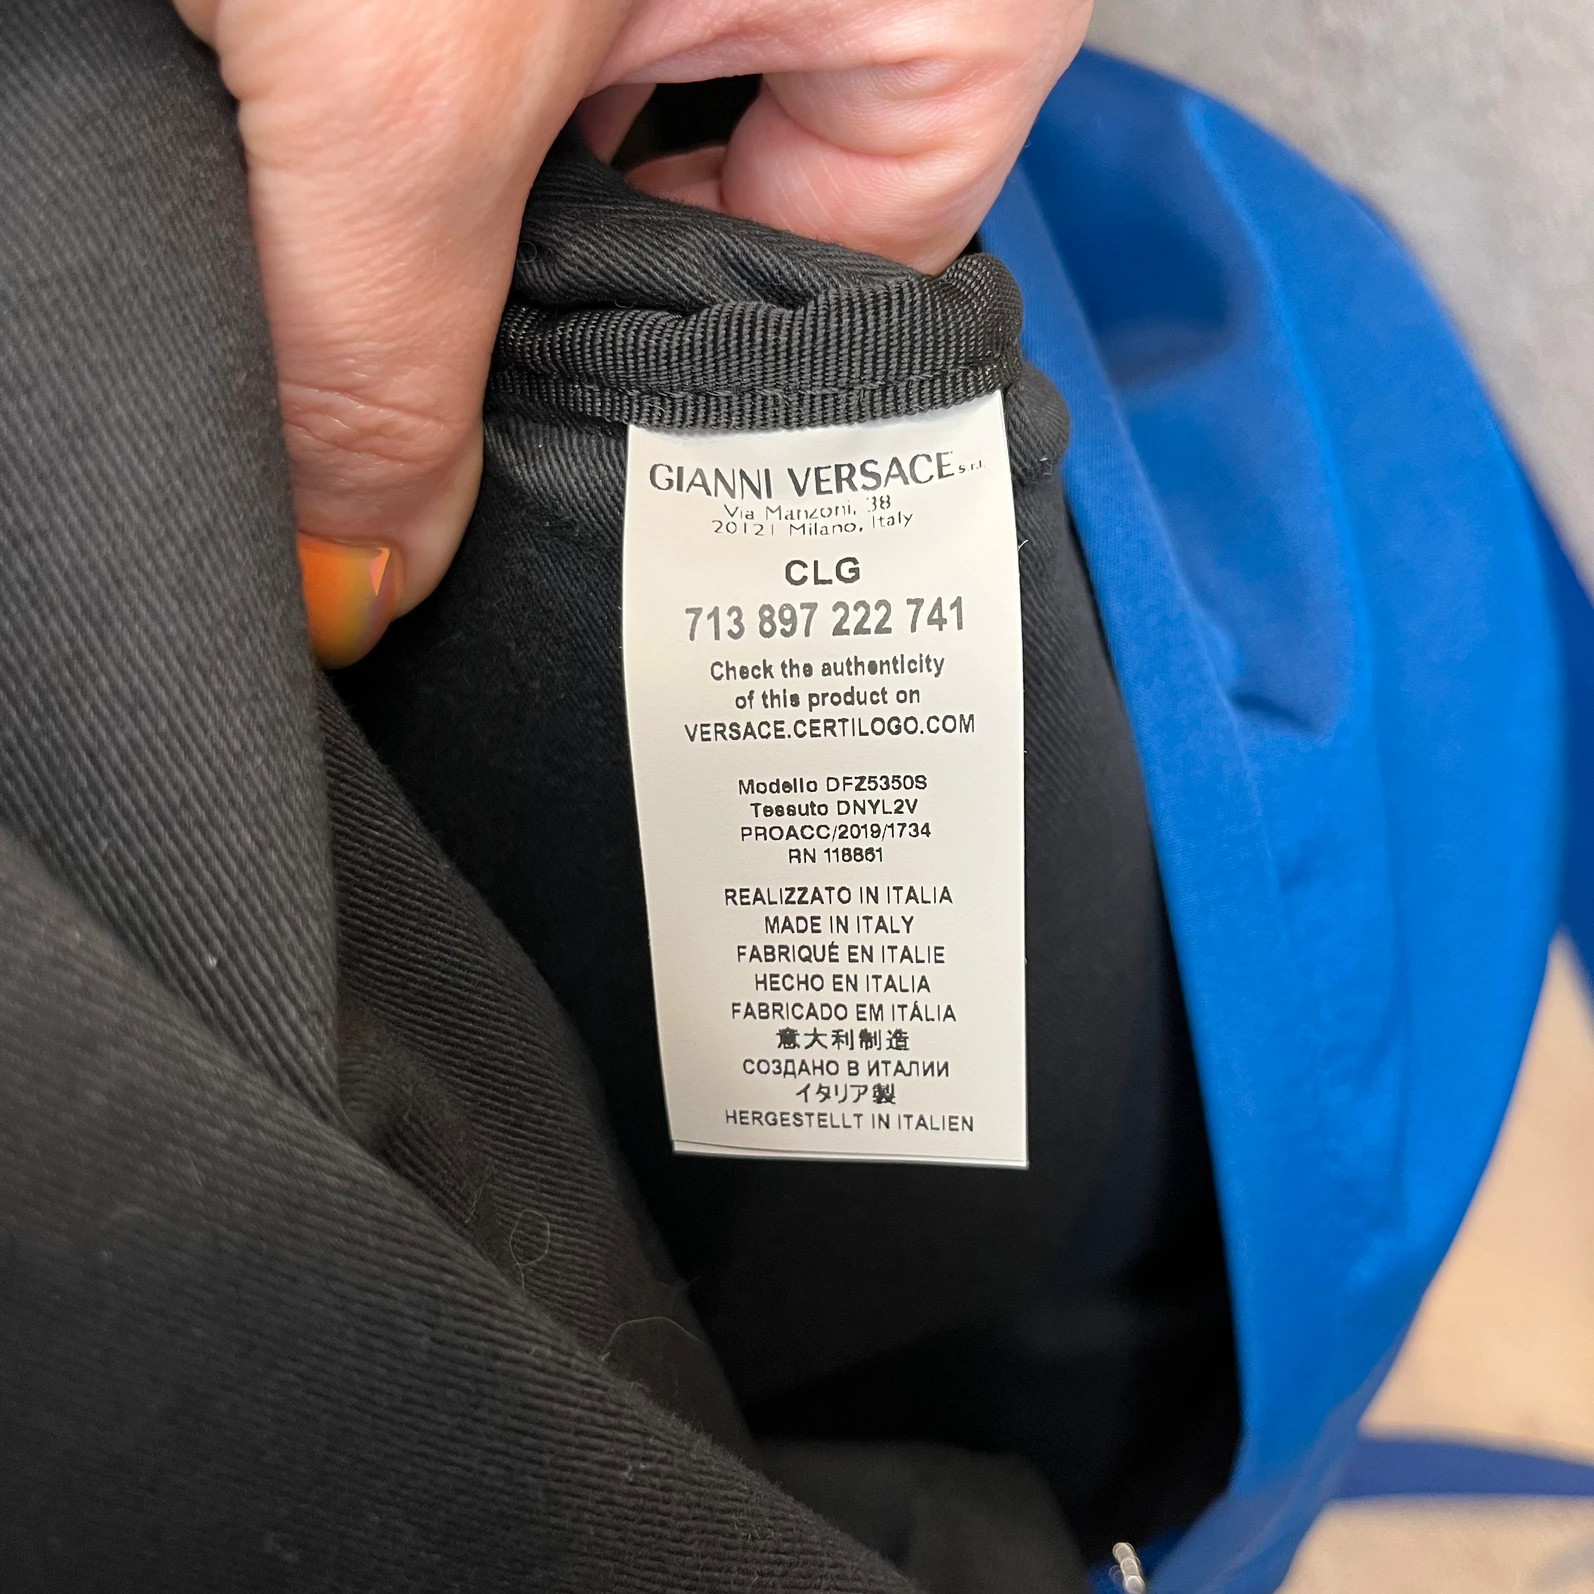 GIANNI VERSACE s.r.l.
Via Manzoni, 38
20121 Milano, Italy
CLG
713 897 222 741
Check the authenticity
of this product on
VERSACE.CERTILOGO.COM
Modello DFZ5350S
Tessuto DNYL2V
PROACC/2019/1734
RN 118861
REALIZZATO IN ITALIA
MADE IN ITALY
FABRIQUÉ EN ITALIE
HECHO EN ITALIA
FABRICADO EM ITÁLIA
意大利制造
СОЗДАНО В ИТАЛИИ
イタリア製
HERGESTELLT IN ITALIEN